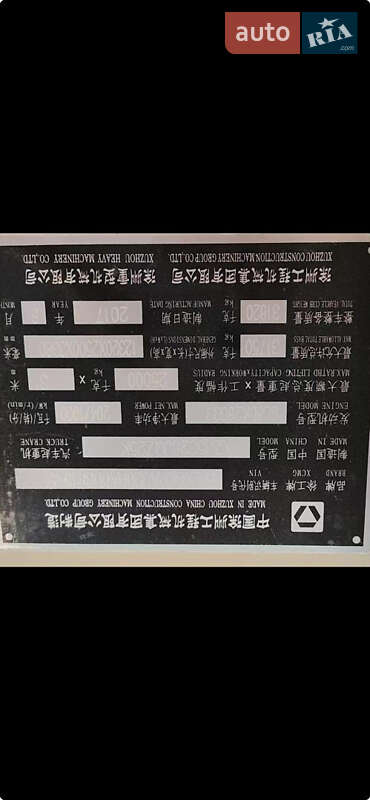 auto RIA.com
中国徐州工程机械集团有限公司制造
MADE IN XUZHOU (CHINA) CONSTRUCTION MACHINERY GROUP CO.,LTD.
品牌 徐工牌 车辆识别代号
BRAND XCMG VIN
制造国 中国 型号 汽车起重机
MADE IN CHINA MODEL TRUCK CRANE
发动机型号 最大净功率 千瓦/(转/分)
ENGINE MODEL MAX.NET POWER kW/(r/min)
最大额定总起重量×工作幅度 千克 × 米
MAX.RATED LIFTING CAPACITY×WORKING RADIUS kg m
最大允许总质量 千克 外廓尺寸(长×宽×高) 毫米
MAX.ALLOWABLE TOTAL MASS kg GENERAL DIMENSIONS (L×W×H) mm
整车整备质量 31820 千克 制造日期 2017 年 月
TOTAL VEHICLE CURB WEIGHT kg MANUFACTURING DATE YEAR MONTH
徐州工程机械集团有限公司 徐州重型机械有限公司
XUZHOU CONSTRUCTION MACHINERY GROUP CO.,LTD. XUZHOU HEAVY MACHINERY CO.,LTD.